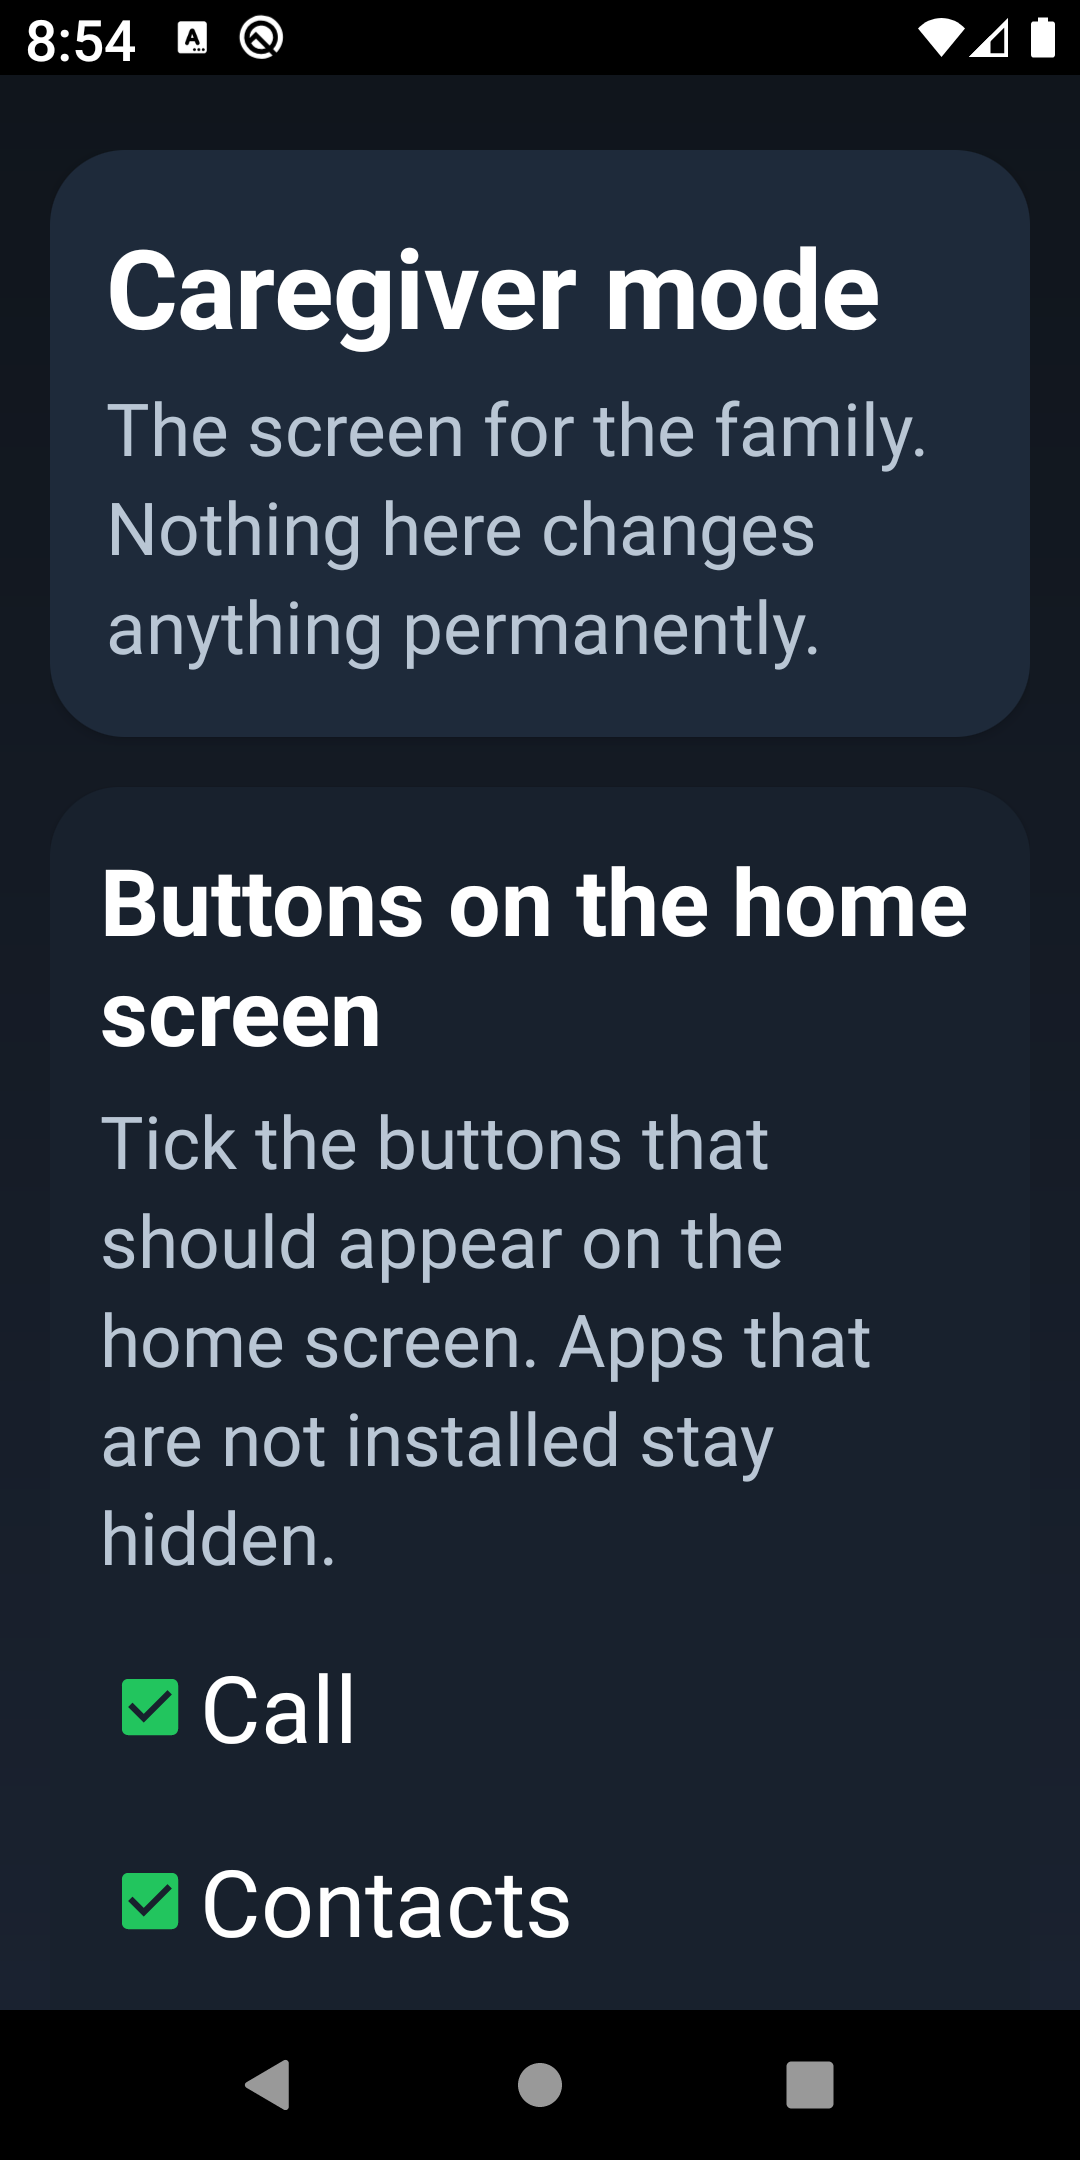 8:54
Caregiver mode
The screen for the family.
Nothing here changes
anything permanently.
Buttons on the home
screen
Tick the buttons that
should appear on the
home screen. Apps that
are not installed stay
hidden.
Call
Contacts